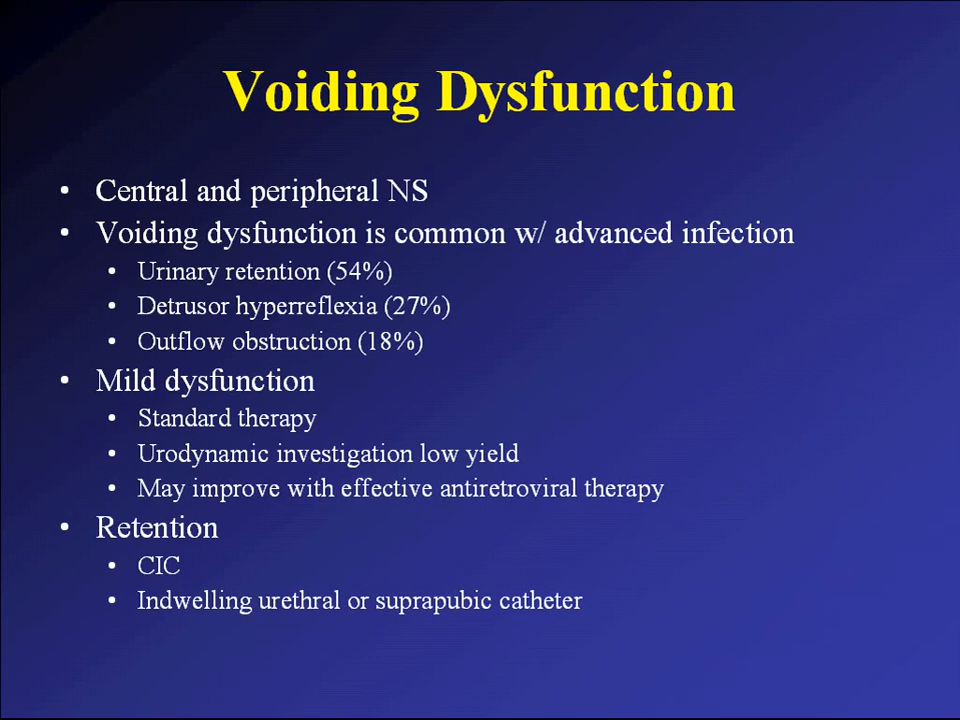 Voiding Dysfunction
• Central and peripheral NS
• Voiding dysfunction is common w/ advanced infection
• Urinary retention (54%)
• Detrusor hyperreflexia (27%)
• Outflow obstruction (18%)
• Mild dysfunction
• Standard therapy
• Urodynamic investigation low yield
• May improve with effective antiretroviral therapy
• Retention
• CIC
• Indwelling urethral or suprapubic catheter